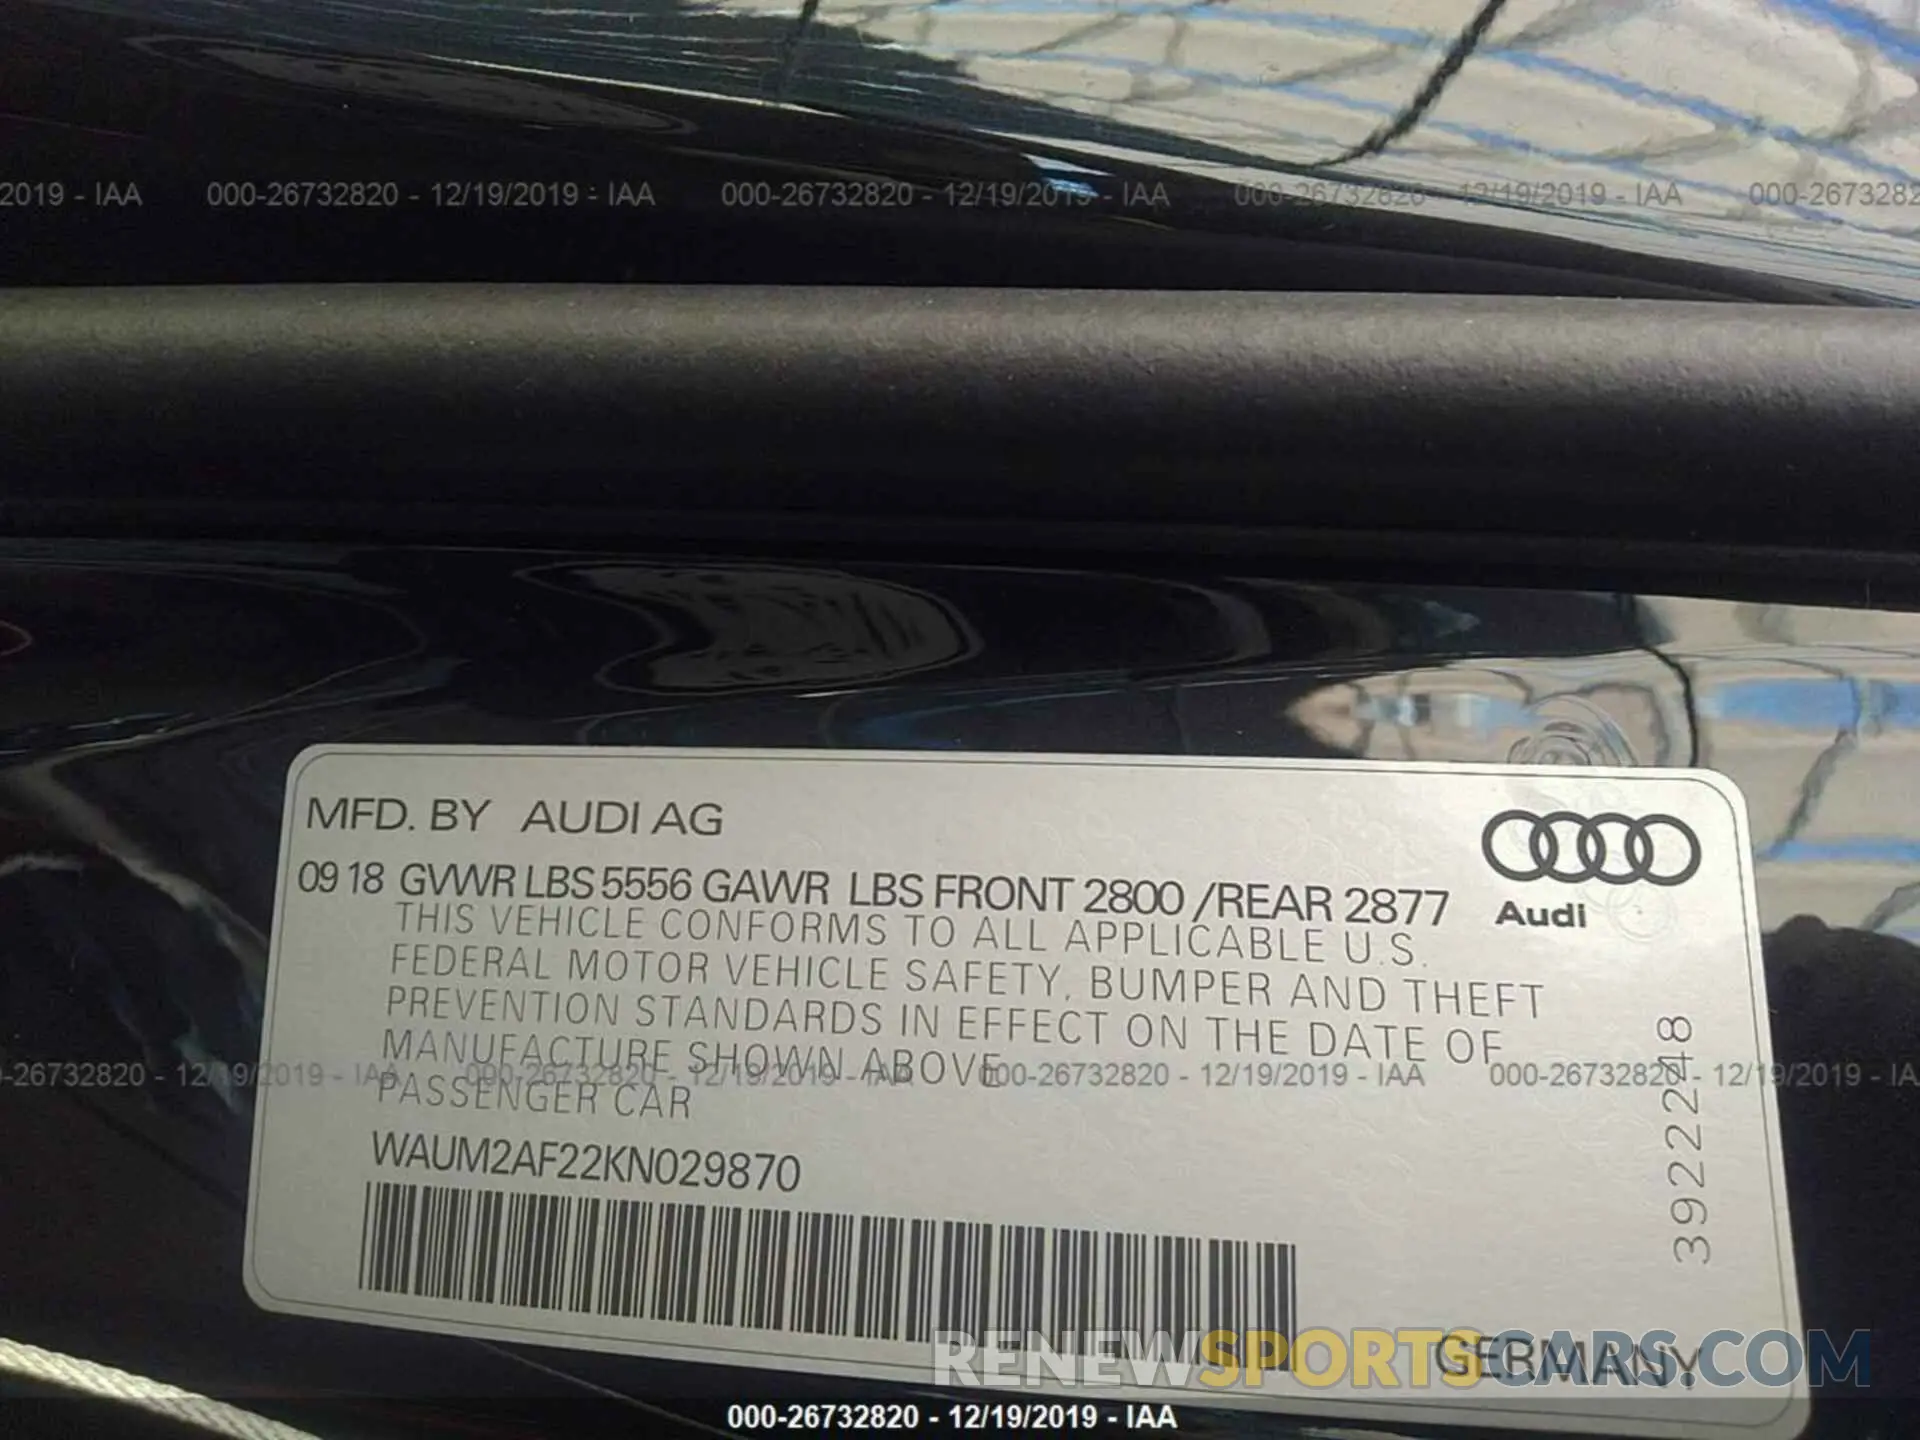 2019 - IAA 000-26732820 - 12/19/2019 - IAA 000-26732820 - 12/19/2019 - IAA 000-26732820 - 12/19/2019 - IAA 000-2673282
MFD. BY AUDI AG
09 18 GVWR LBS 5556 GAWR LBS FRONT 2800 /REAR 2877
Audi
THIS VEHICLE CONFORMS TO ALL APPLICABLE U.S.
FEDERAL MOTOR VEHICLE SAFETY, BUMPER AND THEFT
PREVENTION STANDARDS IN EFFECT ON THE DATE OF
MANUFACTURE SHOWN ABOVE
-26732820 - 12/19/2019 - IAA 000-26732820 - 12/19/2019 - IAA 000-26732820 - 12/19/2019 - IAA 000-26732820 - 12/19/2019 - IA
PASSENGER CAR
WAUM2AF22KN029870
3922248
GERMANY
RENEWSPORTSCARS.COM
000-26732820 - 12/19/2019 - IAA